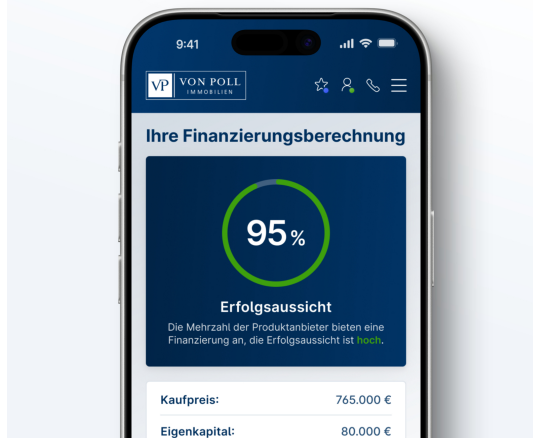 9:41
VP VON POLL
IMMOBILIEN
Ihre Finanzierungsberechnung
95 %
Erfolgsaussicht
Die Mehrzahl der Produktanbieter bieten eine
Finanzierung an, die Erfolgsaussicht ist hoch.
Kaufpreis: 765.000 €
Eigenkapital: 80.000 €